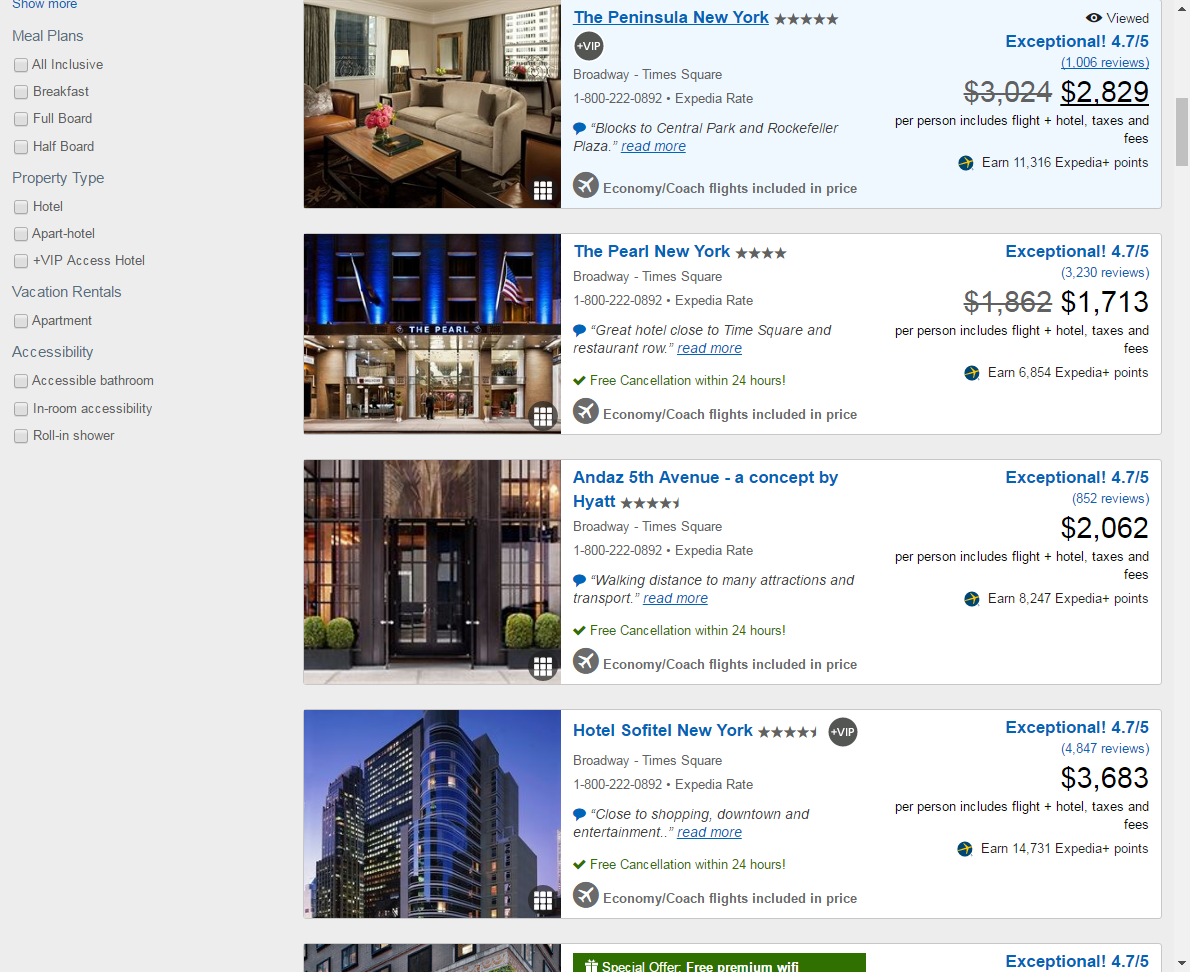 Show more
Meal Plans
All Inclusive
Breakfast
Full Board
Half Board
Property Type
Hotel
Apart-hotel
+VIP Access Hotel
Vacation Rentals
Apartment
Accessibility
Accessible bathroom
In-room accessibility
Roll-in shower
The Peninsula New York
+VIP
Broadway - Times Square
1-800-222-0892 • Expedia Rate
“Blocks to Central Park and Rockefeller
Plaza.” read more
Economy/Coach flights included in price
Viewed
Exceptional! 4.7/5
(1,006 reviews)
$3,024 $2,829
per person includes flight + hotel, taxes and
fees
Earn 11,316 Expedia+ points
THE PEARL
The Pearl New York
Broadway - Times Square
1-800-222-0892 • Expedia Rate
“Great hotel close to Time Square and
restaurant row.” read more
Free Cancellation within 24 hours!
Economy/Coach flights included in price
Exceptional! 4.7/5
(3,230 reviews)
$1,862 $1,713
per person includes flight + hotel, taxes and
fees
Earn 6,854 Expedia+ points
Andaz 5th Avenue - a concept by
Hyatt
Broadway - Times Square
1-800-222-0892 • Expedia Rate
“Walking distance to many attractions and
transport.” read more
Free Cancellation within 24 hours!
Economy/Coach flights included in price
Exceptional! 4.7/5
(852 reviews)
$2,062
per person includes flight + hotel, taxes and
fees
Earn 8,247 Expedia+ points
Hotel Sofitel New York
+VIP
Broadway - Times Square
1-800-222-0892 • Expedia Rate
“Close to shopping, downtown and
entertainment..” read more
Free Cancellation within 24 hours!
Economy/Coach flights included in price
Exceptional! 4.7/5
(4,847 reviews)
$3,683
per person includes flight + hotel, taxes and
fees
Earn 14,731 Expedia+ points
Special Offer: Free premium wifi
Exceptional! 4.7/5